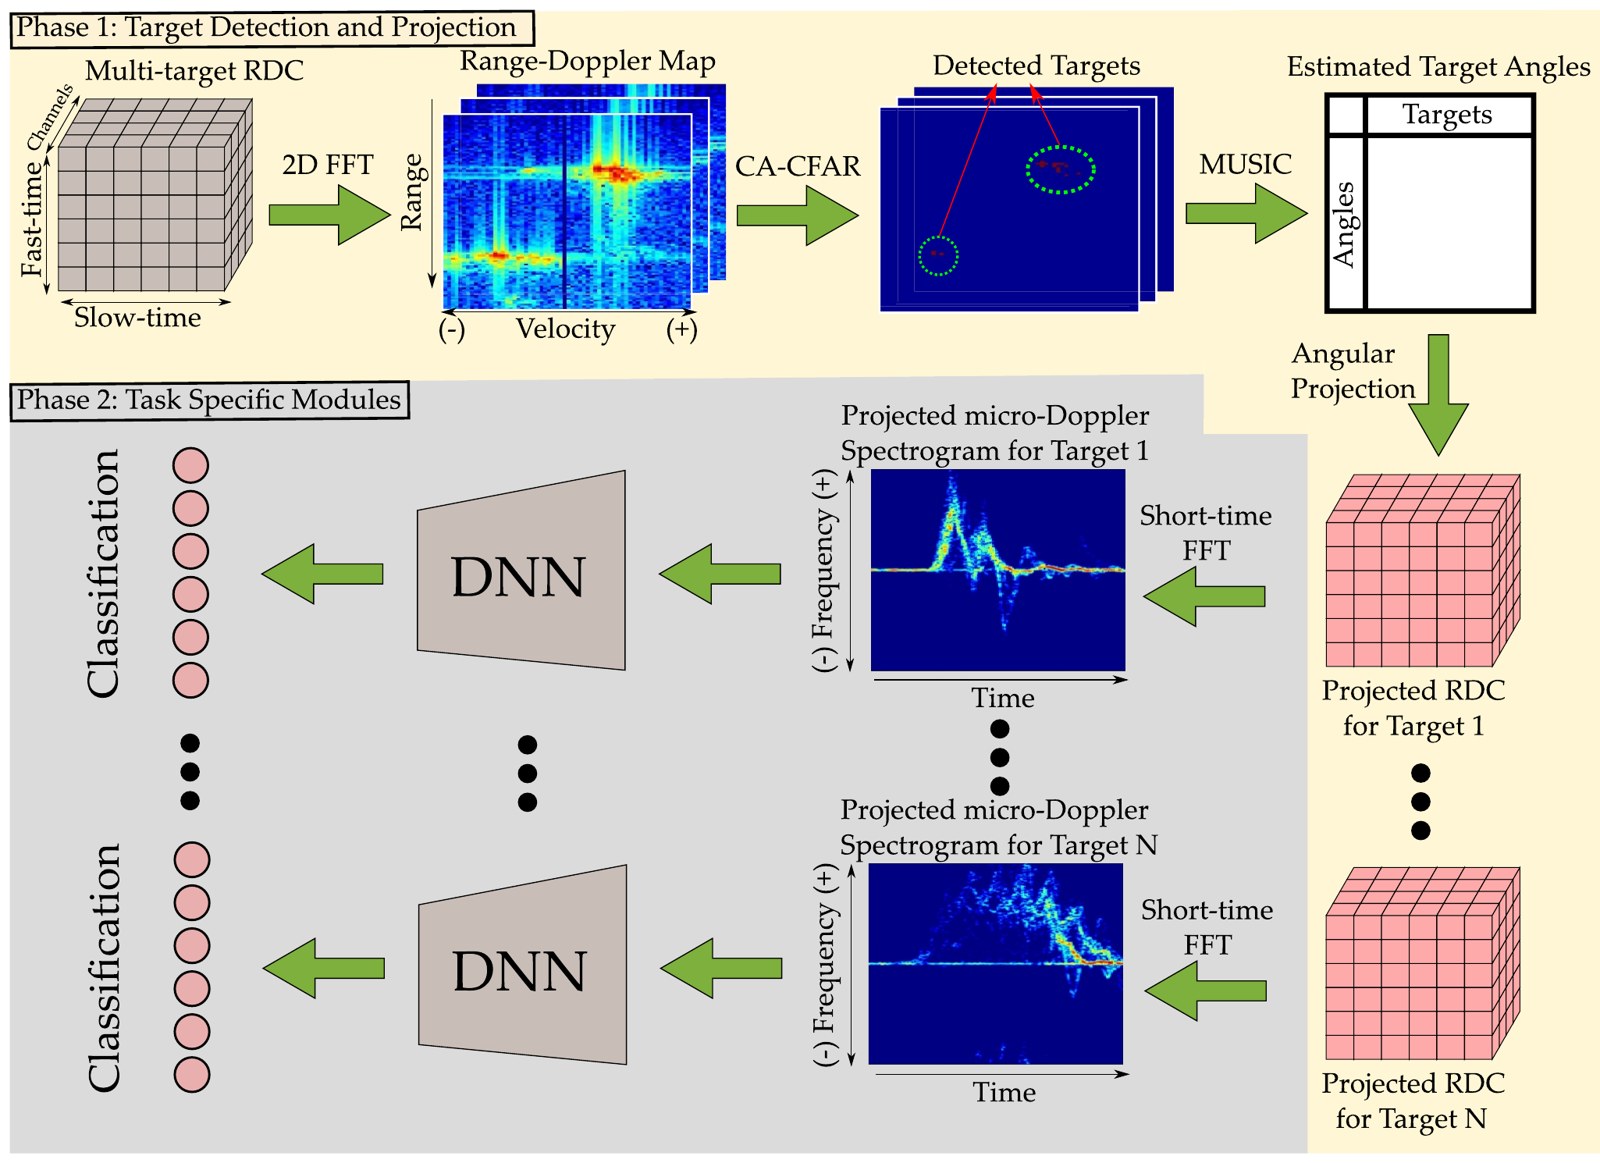 Phase 1: Target Detection and Projection
Multi-target RDC
Channels
Fast-time
Slow-time
2D FFT
Range-Doppler Map
Range
(-) Velocity (+)
CA-CFAR
Detected Targets
MUSIC
Estimated Target Angles
Targets
Angles
Angular
Projection
Projected RDC
for Target 1
Projected RDC
for Target N
Phase 2: Task Specific Modules
Short-time
FFT
Projected micro-Doppler
Spectrogram for Target 1
(-) Frequency (+)
Time
DNN
Classification
Short-time
FFT
Projected micro-Doppler
Spectrogram for Target N
(-) Frequency (+)
Time
DNN
Classification